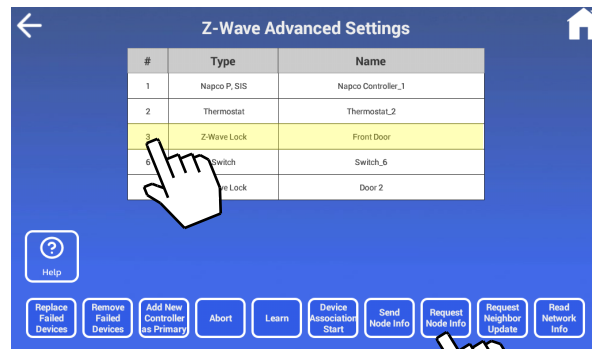 Z-Wave Advanced Settings
# Type Name
1 Napco P, SIS Napco Controller_1
2 Thermostat Thermostat_2
3 Z-Wave Lock Front Door
6 Switch Switch_6
Lock Door 2
?
Help
Replace Failed Devices
Remove Failed Devices
Add New Controller as Primary
Abort
Learn
Device Association Start
Send Node Info
Request Node Info
Request Neighbor Update
Read Network Info